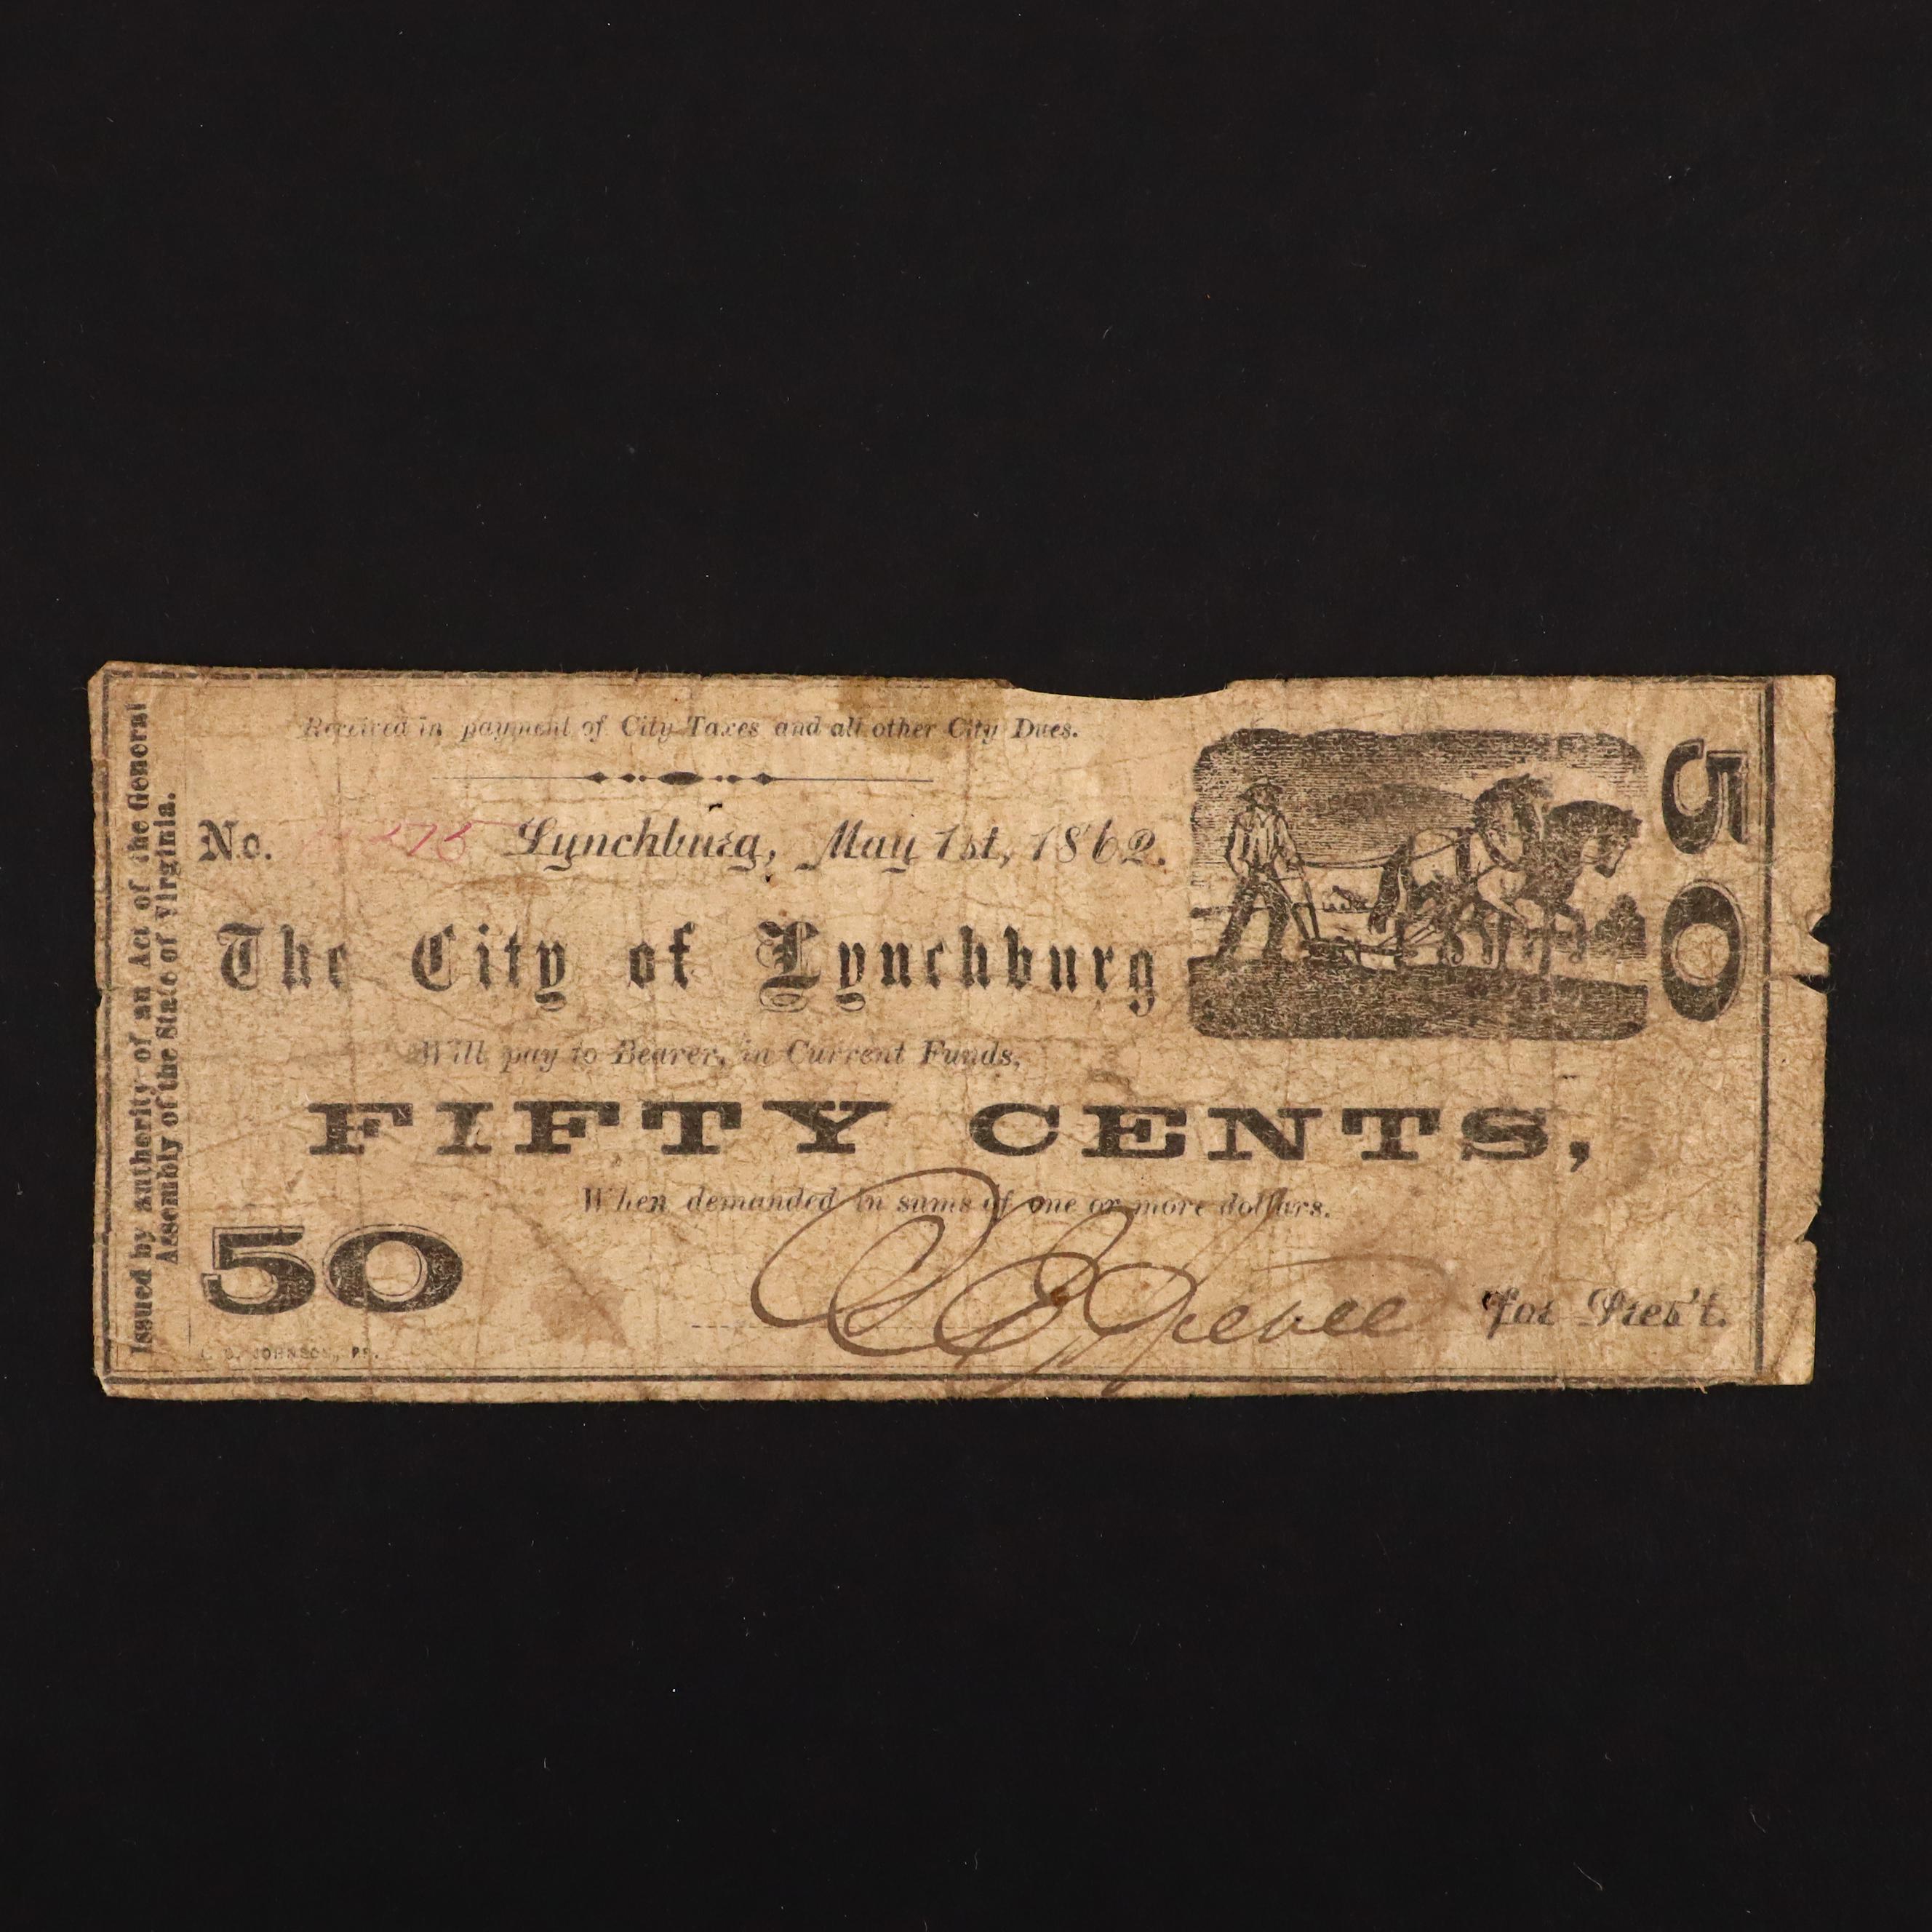 Issued by authority of an Act of the General
Assembly of the State of Virginia.
Received in payment of City Taxes and all other City Dues.
No. Lynchburg, May 1st, 1862.
50
The City of Lynchburg
Will pay to Bearer, in Current Funds,
FIFTY CENTS,
When demanded in sums of one or more dollars.
50
for Pres't.
JOHNSON, PR.